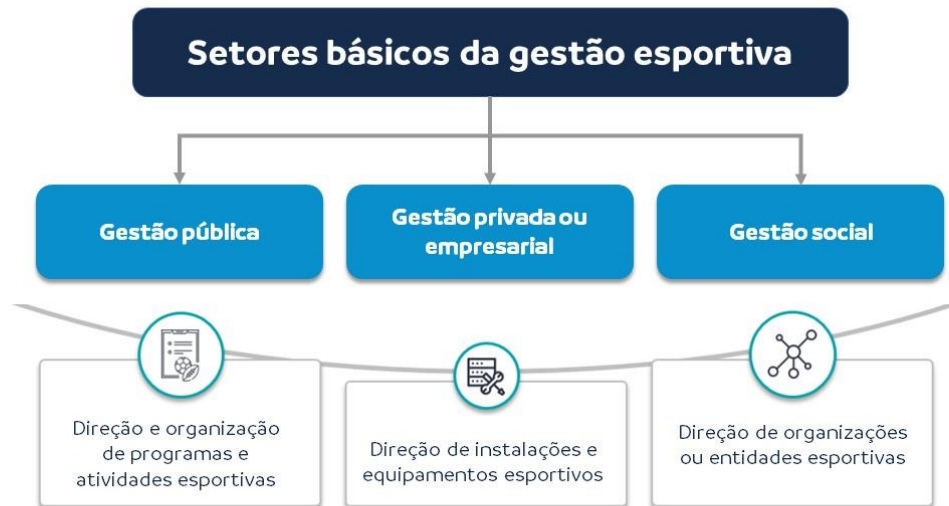 Setores básicos da gestão esportiva
Gestão pública
Gestão privada ou
empresarial
Gestão social
Direção e organização
de programas e
atividades esportivas
Direção de instalações e
equipamentos esportivos
Direção de organizações
ou entidades esportivas